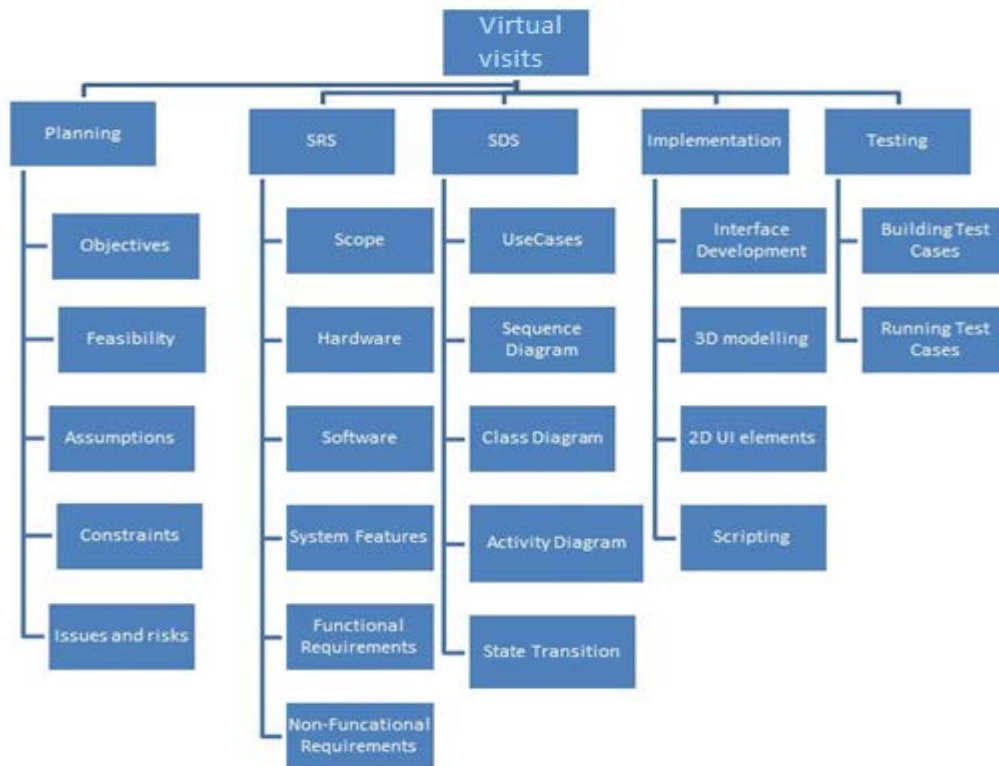 Virtual
visits
Planning
SRS
SDS
Implementation
Testing
Objectives
Feasibility
Assumptions
Constraints
Issues and risks
Scope
Hardware
Software
System Features
Functional
Requirements
Non-Funcational
Requirements
UseCases
Sequence
Diagram
Class Diagram
Activity Diagram
State Transition
Interface
Development
3D modelling
2D UI elements
Scripting
Building Test
Cases
Running Test
Cases